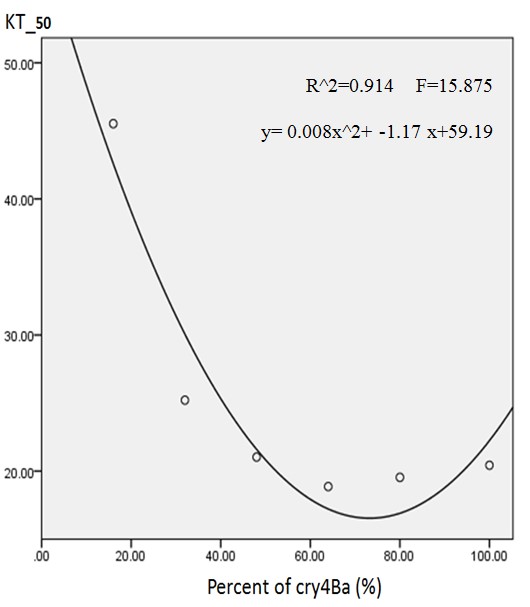 KT_50
50.00
R^2=0.914 F=15.875
y= 0.008x^2+ -1.17 x+59.19
40.00
30.00
20.00
.00 20.00 40.00 60.00 80.00 100.00
Percent of cry4Ba (%)